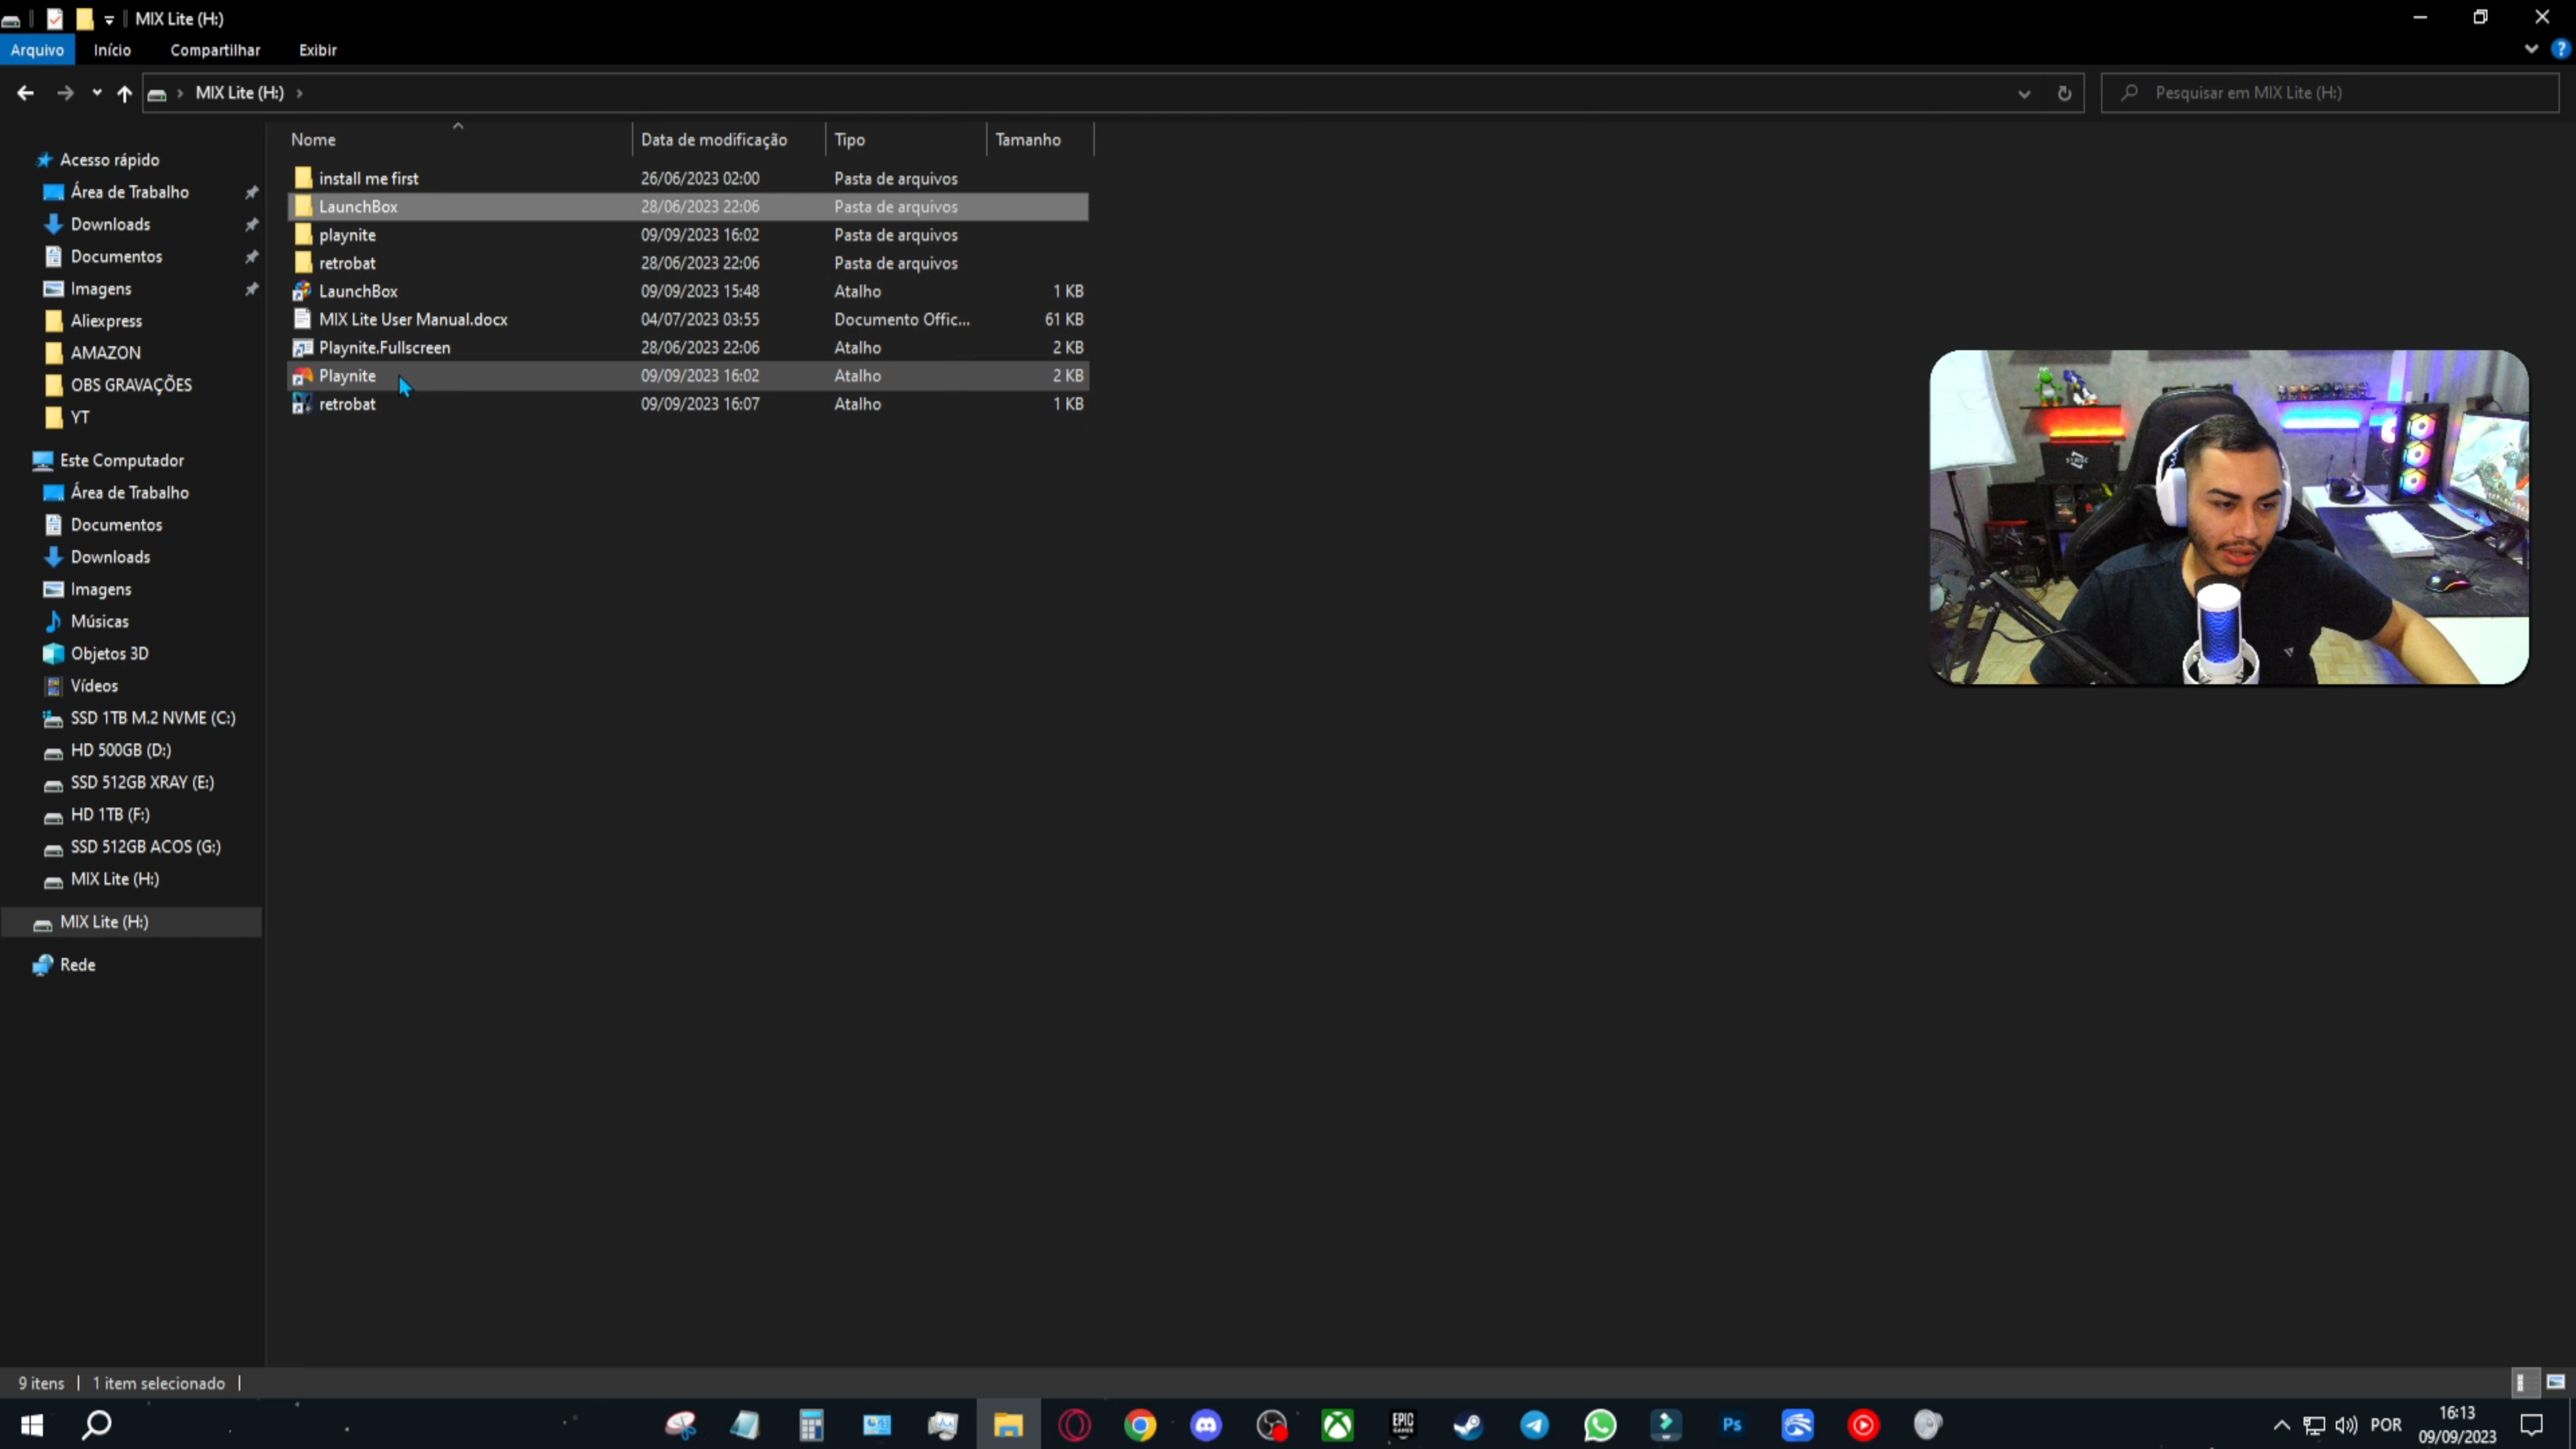 MIX Lite (H:)
Arquivo Início Compartilhar Exibir
MIX Lite (H:)
Pesquisar em MIX Lite (H:)
Nome Data de modificação Tipo Tamanho
install me first 26/06/2023 02:00 Pasta de arquivos
LaunchBox 28/06/2023 22:06 Pasta de arquivos
playnite 09/09/2023 16:02 Pasta de arquivos
retrobat 28/06/2023 22:06 Pasta de arquivos
LaunchBox 09/09/2023 15:48 Atalho 1 KB
MIX Lite User Manual.docx 04/07/2023 03:55 Documento Offic... 61 KB
Playnite.Fullscreen 28/06/2023 22:06 Atalho 2 KB
Playnite 09/09/2023 16:02 Atalho 2 KB
retrobat 09/09/2023 16:07 Atalho 1 KB
Acesso rápido
Área de Trabalho
Downloads
Documentos
Imagens
Aliexpress
AMAZON
OBS GRAVAÇÕES
YT
Este Computador
Área de Trabalho
Documentos
Downloads
Imagens
Músicas
Objetos 3D
Vídeos
SSD 1TB M.2 NVME (C:)
HD 500GB (D:)
SSD 512GB XRAY (E:)
HD 1TB (F:)
SSD 512GB ACOS (G:)
MIX Lite (H:)
MIX Lite (H:)
Rede
9 itens 1 item selecionado
EPIC GAMES
Ps
POR
16:13
09/09/2023